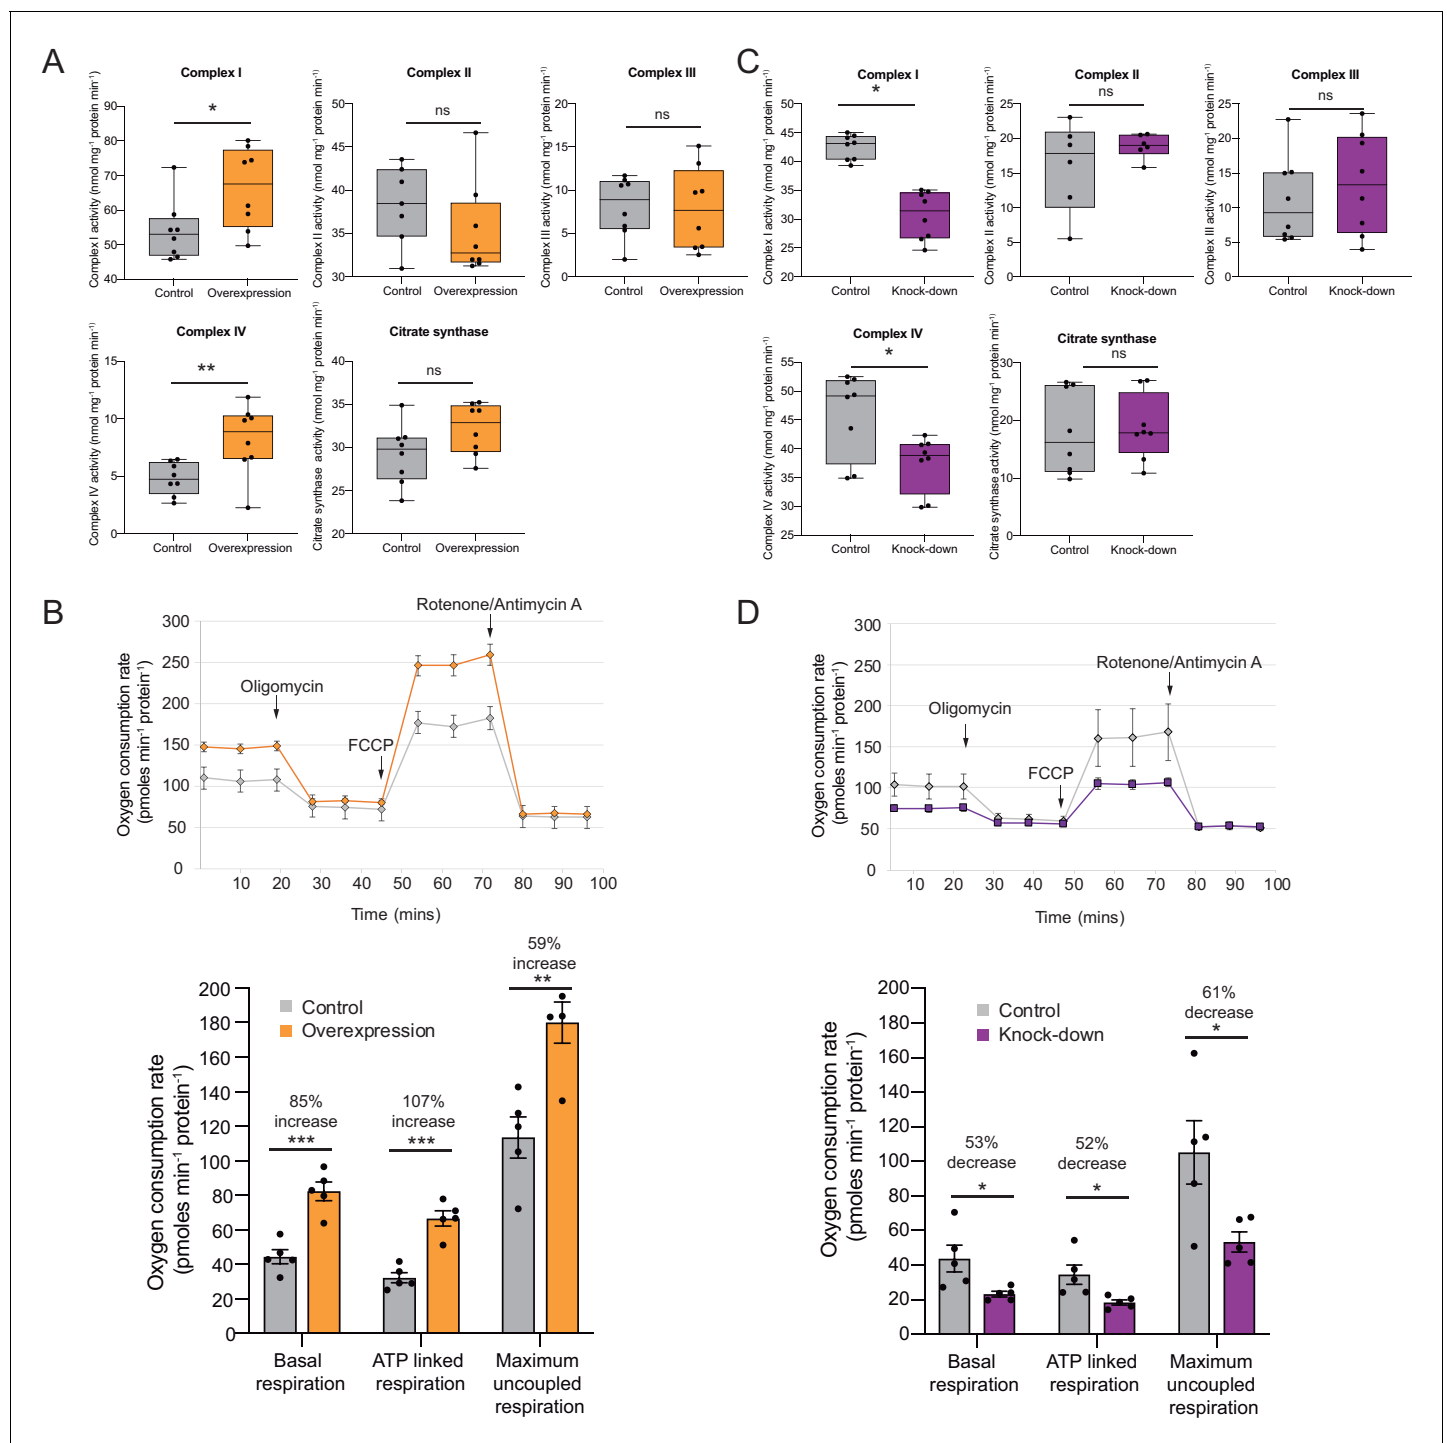 A
Complex I
Complex I activity (nmol mg⁻¹ protein min⁻¹)
90
80
70
60
50
40
*
Control
Overexpression
Complex II
Complex II activity (nmol mg⁻¹ protein min⁻¹)
50
45
40
35
30
ns
Control
Overexpression
Complex III
Complex III activity (nmol mg⁻¹ protein min⁻¹)
20
15
10
5
0
ns
Control
Overexpression
Complex IV
Complex IV activity (nmol mg⁻¹ protein min⁻¹)
15
10
5
0
**
Control
Overexpression
Citrate synthase
Citrate synthase activity (nmol mg⁻¹ protein min⁻¹)
40
35
30
25
20
ns
Control
Overexpression
C
Complex I
Complex I activity (nmol mg⁻¹ protein min⁻¹)
50
45
40
35
30
25
20
*
Control
Knock-down
Complex II
Complex II activity (nmol mg⁻¹ protein min⁻¹)
25
20
15
10
5
0
ns
Control
Knock-down
Complex III
Complex III activity (nmol mg⁻¹ protein min⁻¹)
25
20
15
10
5
0
ns
Control
Knock-down
Complex IV
Complex IV activity (nmol mg⁻¹ protein min⁻¹)
55
50
45
40
35
30
25
*
Control
Knock-down
Citrate synthase
Citrate synthase activity (nmol mg⁻¹ protein min⁻¹)
30
20
10
0
ns
Control
Knock-down
B
Oxygen consumption rate
(pmoles min⁻¹ protein⁻¹)
300
250
200
150
100
50
0
Oligomycin
FCCP
Rotenone/Antimycin A
10 20 30 40 50 60 70 80 90 100
Time (mins)
Oxygen consumption rate
(pmoles min⁻¹ protein⁻¹)
200
180
160
140
120
100
80
60
40
20
0
Control
Overexpression
85%
increase
***
107%
increase
***
59%
increase
**
Basal
respiration
ATP linked
respiration
Maximum
uncoupled
respiration
D
Oxygen consumption rate
(pmoles min⁻¹ protein⁻¹)
300
250
200
150
100
50
0
Oligomycin
FCCP
Rotenone/Antimycin A
10 20 30 40 50 60 70 80 90 100
Time (mins)
Oxygen consumption rate
(pmoles min⁻¹ protein⁻¹)
200
180
160
140
120
100
80
60
40
20
0
Control
Knock-down
53%
decrease
*
52%
decrease
*
61%
decrease
*
Basal
respiration
ATP linked
respiration
Maximum
uncoupled
respiration